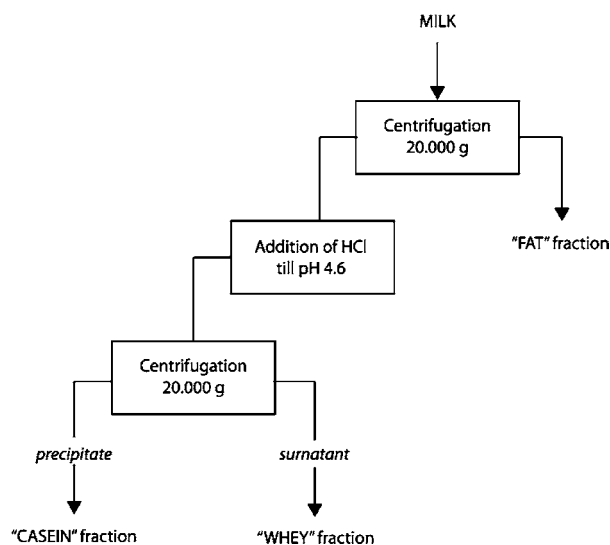 MILK
Centrifugation
20.000 g
"FAT" fraction
Addition of HCl
till pH 4.6
Centrifugation
20.000 g
precipitate
surnatant
"CASEIN" fraction
"WHEY" fraction